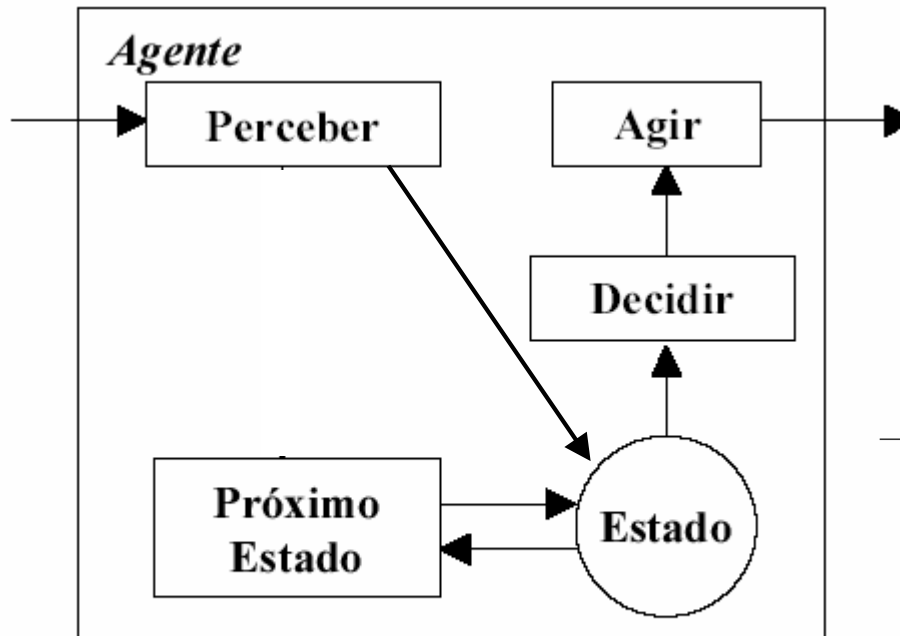 Agente
Perceber
Agir
Decidir
Próximo
Estado
Estado